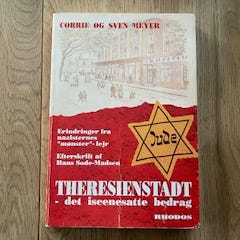 CORRIE OG SVEN MEYER
Erindringer fra
nazisternes
"mønster"-lejr
Efterskrift af
Hans Sode-Madsen
Jude
THERESIENSTADT
- det iscenesatte bedrag
RHODOS